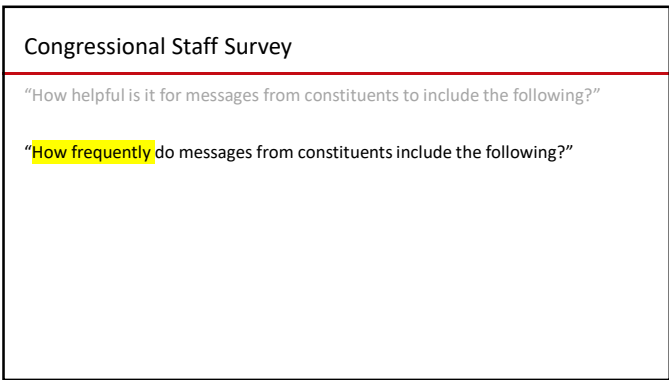 Congressional Staff Survey
“How helpful is it for messages from constituents to include the following?”
“How frequently do messages from constituents include the following?”